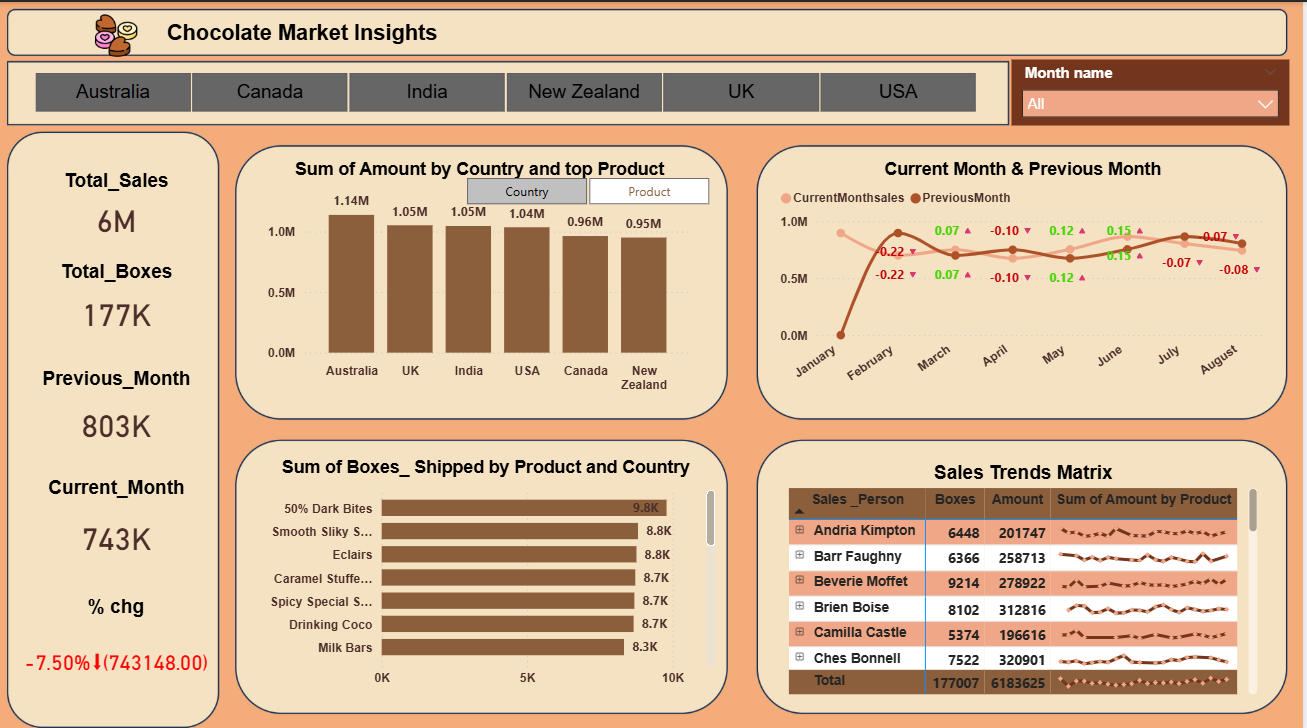 Chocolate Market Insights
Australia Canada India New Zealand UK USA
Month name
All
Total_Sales
6M
Total_Boxes
177K
Previous_Month
803K
Current_Month
743K
% chg
-7.50%⬇(743148.00)
Sum of Amount by Country and top Product
Country Product
1.14M 1.05M 1.05M 1.04M 0.96M 0.95M
1.0M
0.5M
0.0M
Australia UK India USA Canada New Zealand
Current Month & Previous Month
CurrentMonthsales PreviousMonth
1.0M
0.5M
0.0M
0.07 ▲ -0.10 ▼ 0.12 ▲ 0.15 ▲ 0.07 ▼
-0.22 ▼ 0.15 ▲
-0.22 ▼ 0.07 ▲ -0.10 ▼ 0.12 ▲ -0.07 ▼ -0.08 ▼
January February March April May June July August
Sum of Boxes_ Shipped by Product and Country
50% Dark Bites 9.8K
Smooth Sliky S... 8.8K
Eclairs 8.8K
Caramel Stuffe... 8.7K
Spicy Special S... 8.7K
Drinking Coco 8.7K
Milk Bars 8.3K
0K 5K 10K
Sales Trends Matrix
Sales _Person Boxes Amount Sum of Amount by Product
Andria Kimpton 6448 201747
Barr Faughny 6366 258713
Beverie Moffet 9214 278922
Brien Boise 8102 312816
Camilla Castle 5374 196616
Ches Bonnell 7522 320901
Total 177007 6183625